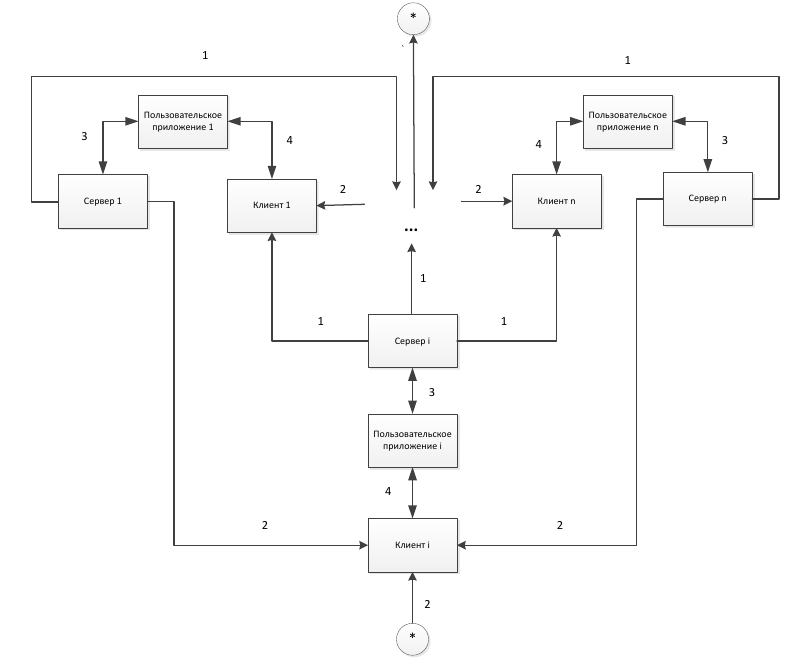 *
1
1
Пользовательское
приложение 1
Пользовательское
приложение n
3
4
4
3
Сервер 1
Клиент 1
2
2
Клиент n
Сервер n
...
1
1
1
Сервер i
3
Пользовательское
приложение i
4
2
2
Клиент i
2
*